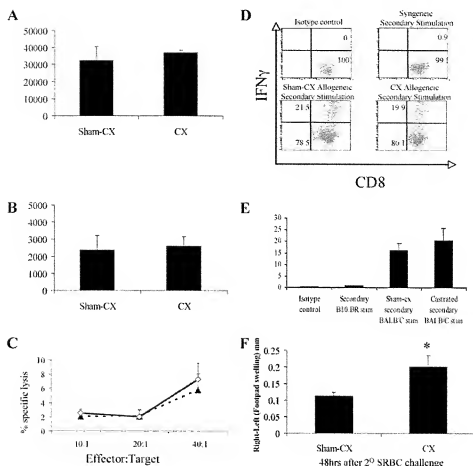 A
50000
40000
30000
20000
10000
0
Sham-CX
CX
B
5000
4000
3000
2000
1000
0
Sham-CX
CX
C
% specific lysis
10
8
6
4
2
0
10:1
20:1
40:1
Effector:Target
D
IFNγ
Isotype control
0
100
Syngeneic
Secondary Stimulation
0.9
99.1
Sham-CX Allogeneic
Secondary Stimulation
21 5
78 5
CX Allogeneic
Secondary Stimulation
19 9
80 1
CD8
E
25
20
15
10
5
0
Isotype
control
Secondary
B10.BR stim
Sham-cx
secondary
BALB/C stim
Castrated
secondary
BALB/C stim
F
Right-Left (Footpad swelling) mm
0.3
0.2
0.1
0
*
Sham-CX
CX
48hrs after 2° SRBC challenge